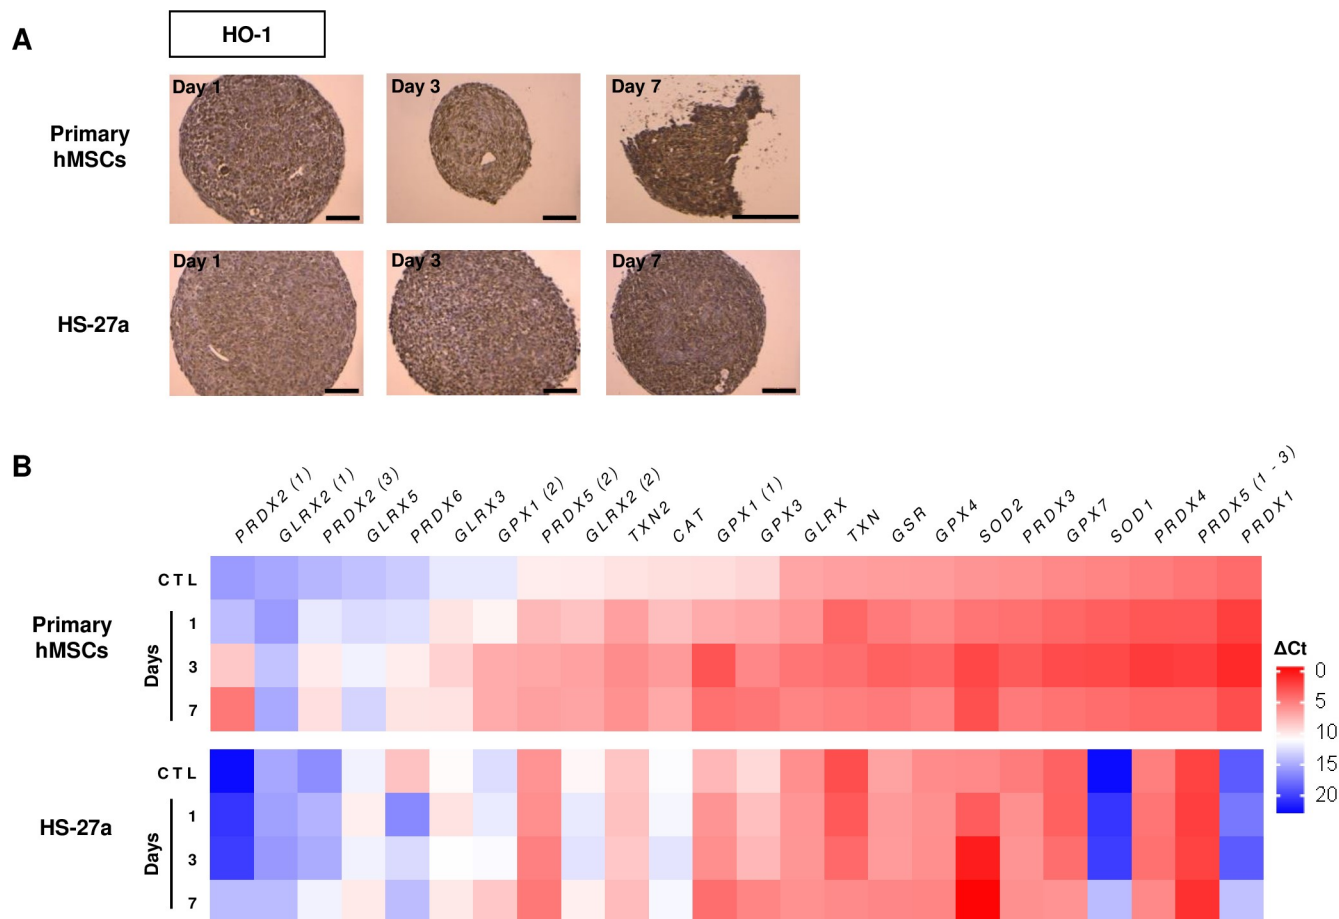 A
HO-1
Day 1
Day 3
Day 7
Primary
hMSCs
Day 1
Day 3
Day 7
HS-27a
B
PRDX2 (1)
GLRX2 (1)
PRDX2 (3)
GLRX5
PRDX6
GLRX3
GPX1 (2)
PRDX5 (2)
GLRX2 (2)
TXN2
CAT
GPX1 (1)
GPX3
GLRX
TXN
GSR
GPX4
SOD2
PRDX3
GPX7
SOD1
PRDX4
PRDX5 (1 - 3)
PRDX1
Primary
hMSCs
CTL
Days
1
3
7
HS-27a
CTL
Days
1
3
7
ΔCt
0
5
10
15
20